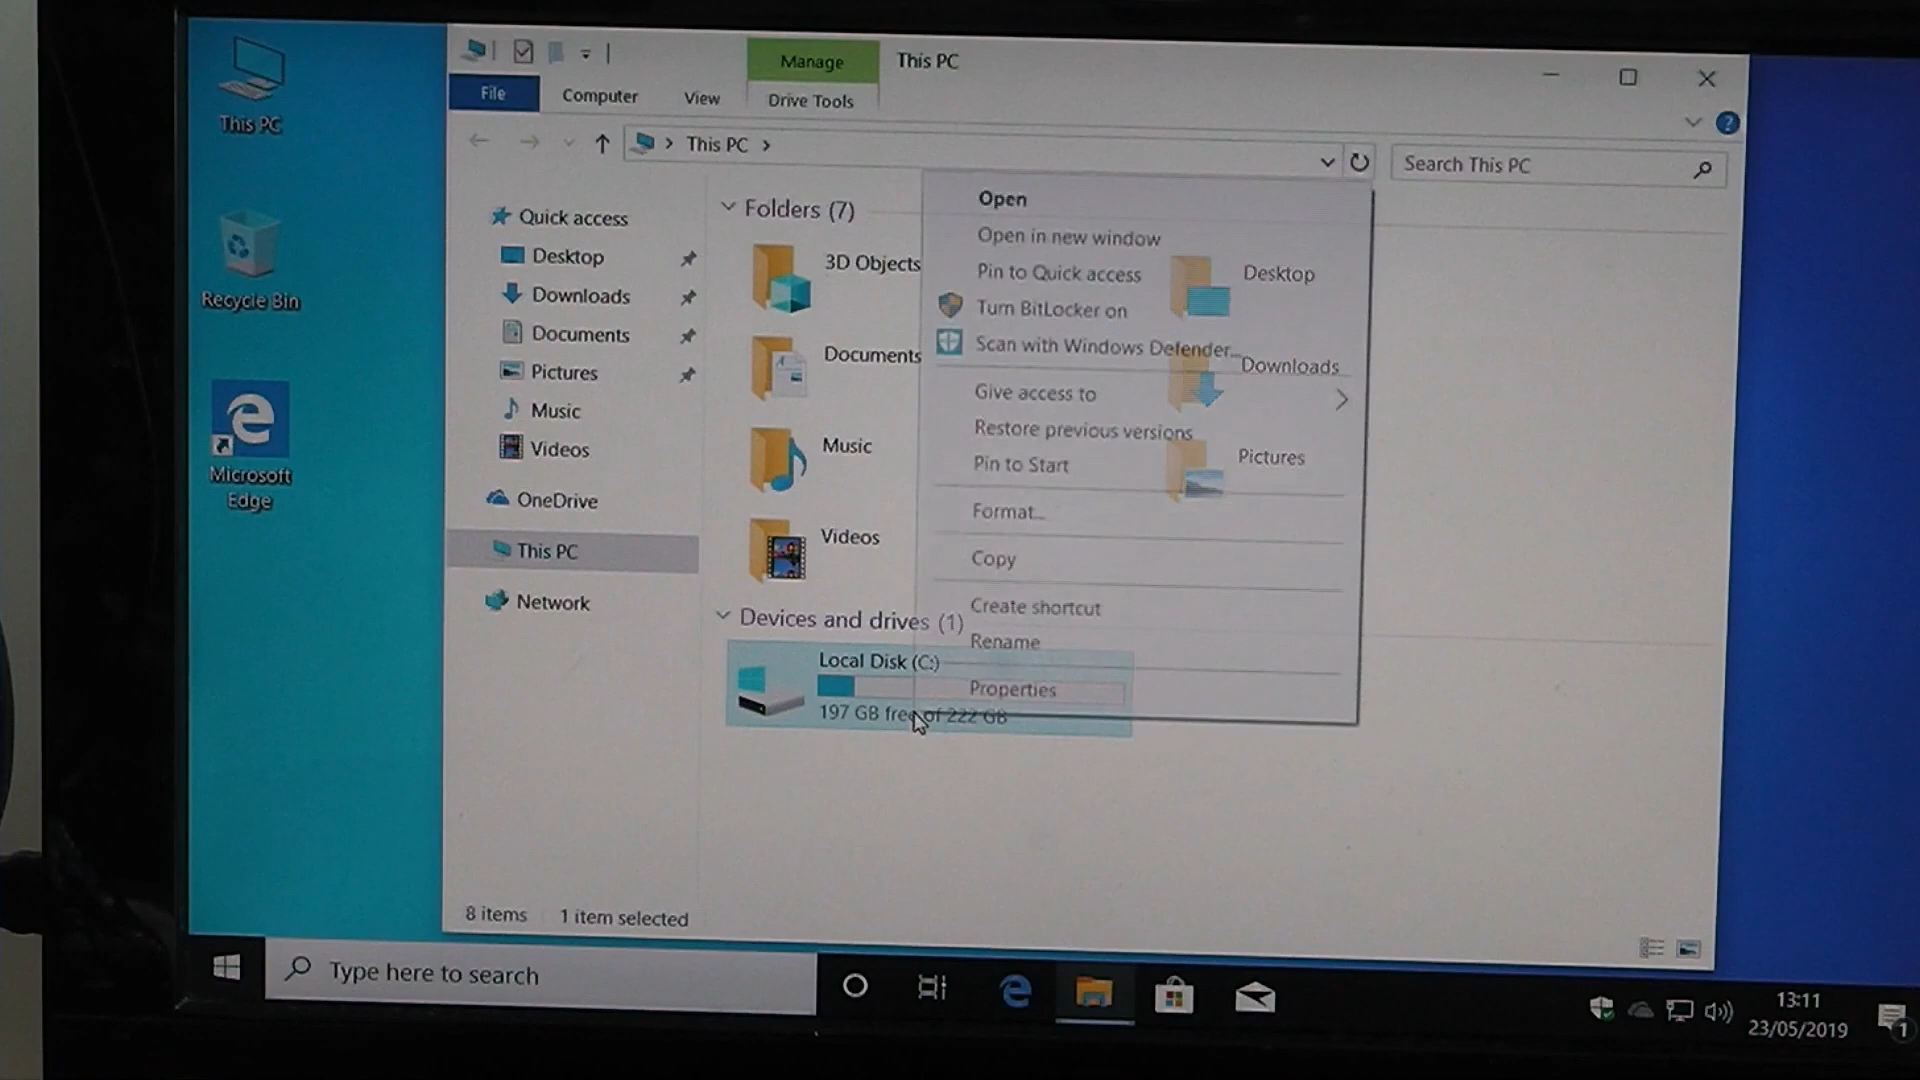 This PC
Recycle Bin
Microsoft
Edge
Manage
This PC
File
Computer
View
Drive Tools
?
This PC
Search This PC
Quick access
Desktop
Downloads
Documents
Pictures
Music
Videos
OneDrive
This PC
Network
Folders (7)
3D Objects
Documents
Music
Videos
Desktop
Downloads
Pictures
Open
Open in new window
Pin to Quick access
Turn BitLocker on
Scan with Windows Defender...
Give access to
Restore previous versions
Pin to Start
Format...
Copy
Create shortcut
Rename
Properties
Devices and drives (1)
Local Disk (C:)
197 GB free of 222 GB
8 items
1 item selected
Type here to search
13:11
23/05/2019
1